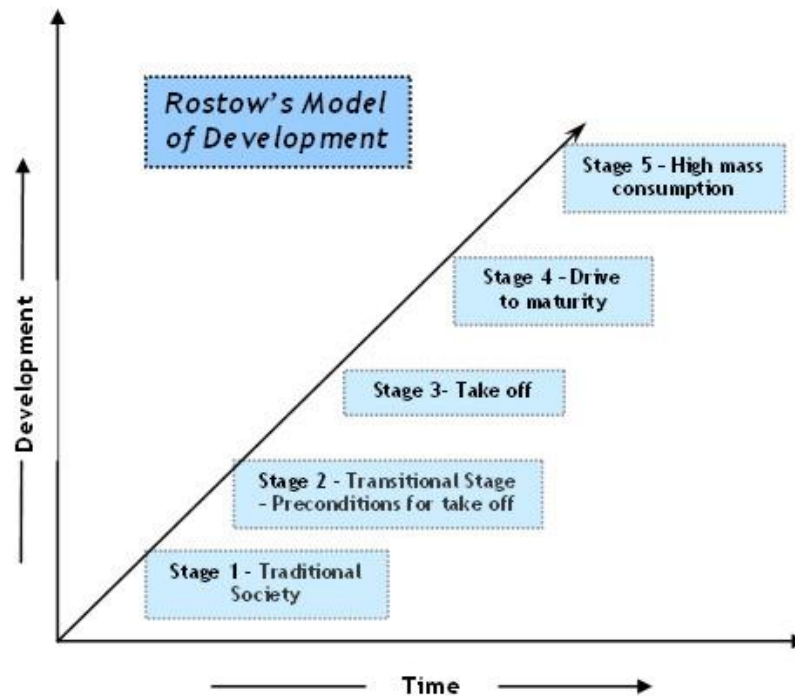 Rostow's Model
of Development
Stage 5 - High mass
consumption
Stage 4 - Drive
to maturity
Stage 3- Take off
Stage 2 - Transitional Stage
- Preconditions for take off
Stage 1 - Traditional
Society
Development
Time